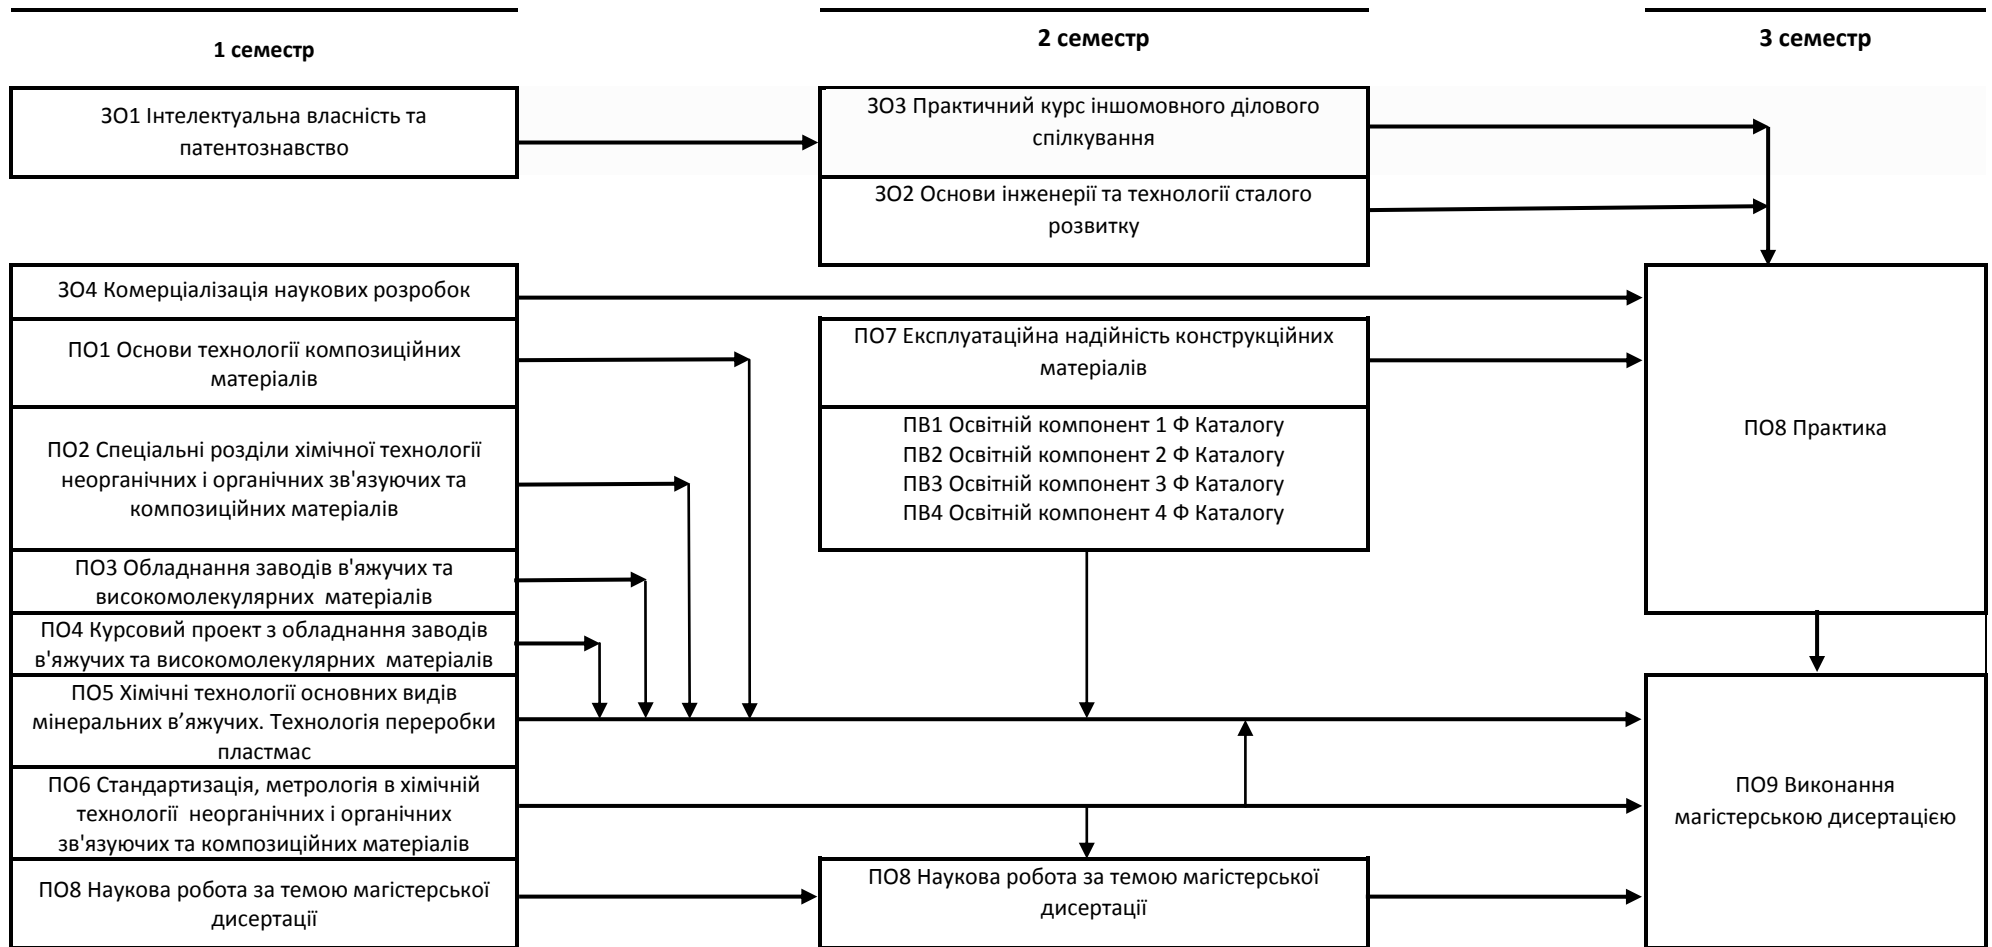 1 семестр
2 семестр
3 семестр
ЗО1 Інтелектуальна власність та
патентознавство
ЗО3 Практичний курс іншомовного ділового
спілкування
ЗО2 Основи інженерії та технології сталого
розвитку
ЗО4 Комерціалізація наукових розробок
ПО1 Основи технології композиційних
матеріалів
ПО2 Спеціальні розділи хімічної технології
неорганічних і органічних зв'язуючих та
композиційних матеріалів
ПО3 Обладнання заводів в'яжучих та
високомолекулярних матеріалів
ПО4 Курсовий проект з обладнання заводів
в'яжучих та високомолекулярних матеріалів
ПО5 Хімічні технології основних видів
мінеральних в’яжучих. Технологія переробки
пластмас
ПО6 Стандартизація, метрологія в хімічній
технології неорганічних і органічних
зв'язуючих та композиційних матеріалів
ПО8 Наукова робота за темою магістерської
дисертації
ПО7 Експлуатаційна надійність конструкційних
матеріалів
ПВ1 Освітній компонент 1 Ф Каталогу
ПВ2 Освітній компонент 2 Ф Каталогу
ПВ3 Освітній компонент 3 Ф Каталогу
ПВ4 Освітній компонент 4 Ф Каталогу
ПО8 Наукова робота за темою магістерської
дисертації
ПО8 Практика
ПО9 Виконання
магістерською дисертацією